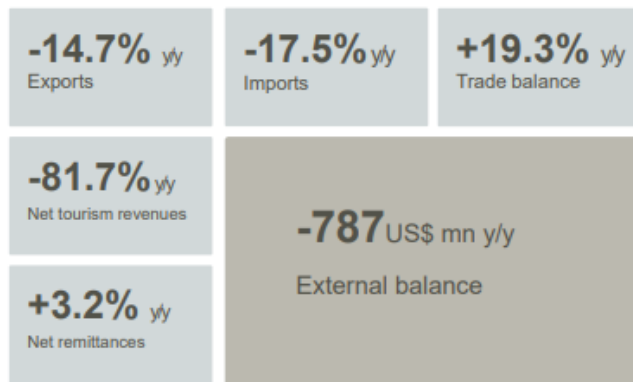 -14.7% y/y
Exports
-17.5% y/y
Imports
+19.3% y/y
Trade balance
-81.7% y/y
Net tourism revenues
-787 US$ mn y/y
External balance
+3.2% y/y
Net remittances